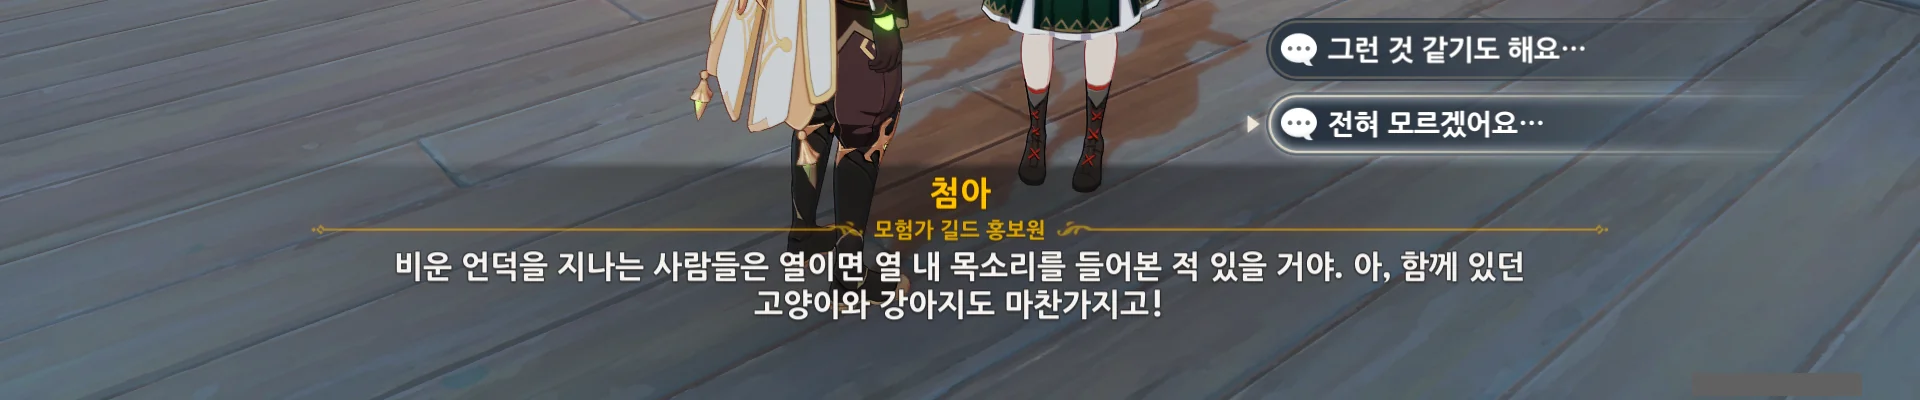 그런 것 같기도 해요…
전혀 모르겠어요…
첨아
모험가 길드 홍보원
비운 언덕을 지나는 사람들은 열이면 열 내 목소리를 들어본 적 있을 거야. 아, 함께 있던
고양이와 강아지도 마찬가지고!